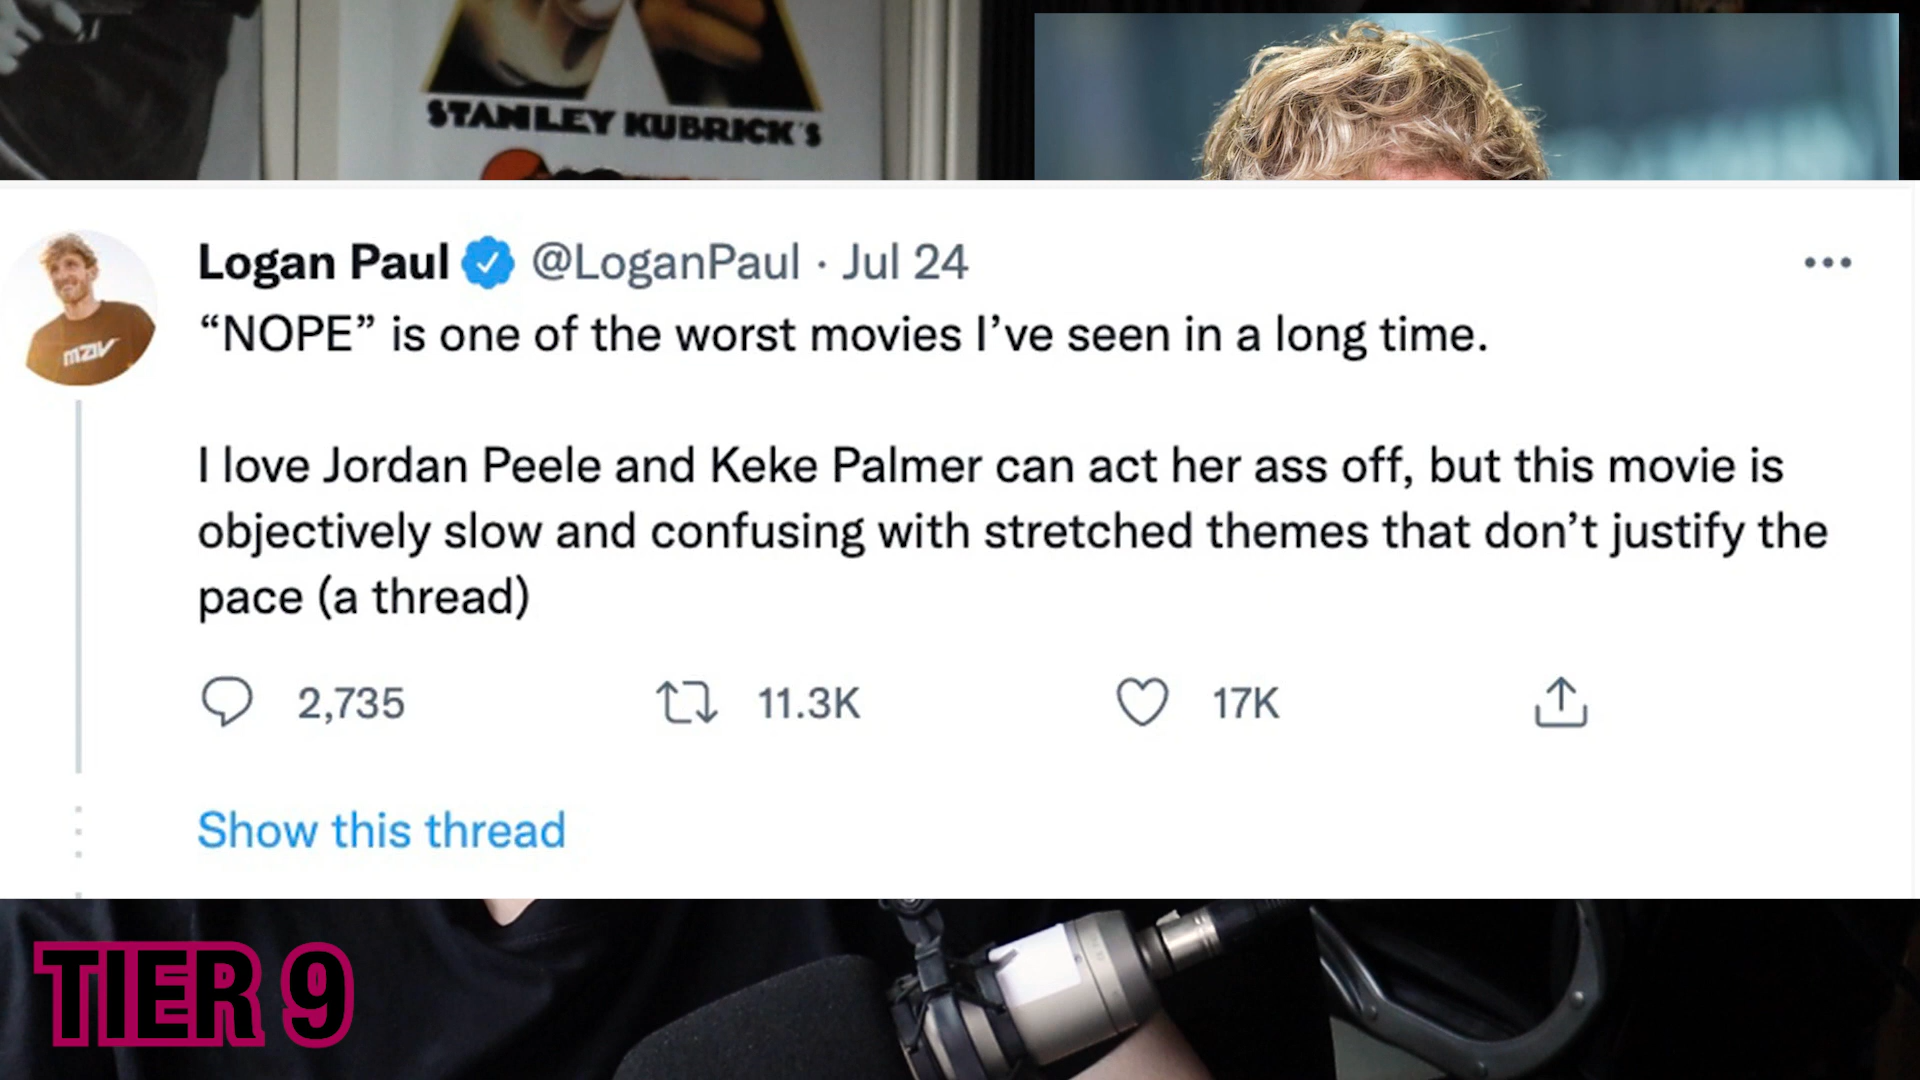 STANLEY KUBRICK'S
Logan Paul @LoganPaul · Jul 24
“NOPE” is one of the worst movies I’ve seen in a long time.
I love Jordan Peele and Keke Palmer can act her ass off, but this movie is
objectively slow and confusing with stretched themes that don’t justify the
pace (a thread)
2,735 11.3K 17K
Show this thread
TIER 9